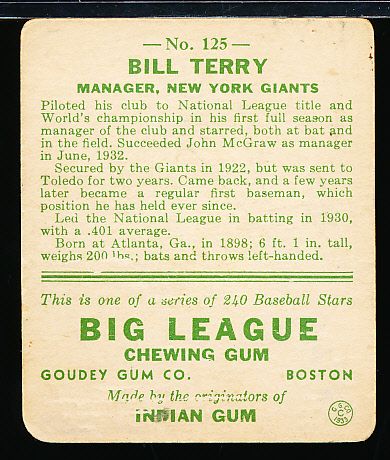 — No. 125 —
BILL TERRY
MANAGER, NEW YORK GIANTS
Piloted his club to National League title and
World's championship in his first full season as
manager of the club and starred, both at bat and
in the field. Succeeded John McGraw as manager
in June, 1932.
Secured by the Giants in 1922, but was sent to
Toledo for two years. Came back, and a few years
later became a regular first baseman, which
position he has held ever since.
Led the National League in batting in 1930,
with a .401 average.
Born at Atlanta, Ga., in 1898; 6 ft. 1 in. tall,
weighs 200 lbs.; bats and throws left-handed.
This is one of a series of 240 Baseball Stars
BIG LEAGUE
CHEWING GUM
GOUDEY GUM CO. BOSTON
Made by the originators of
INDIAN GUM
G. G. CO.
C
1933